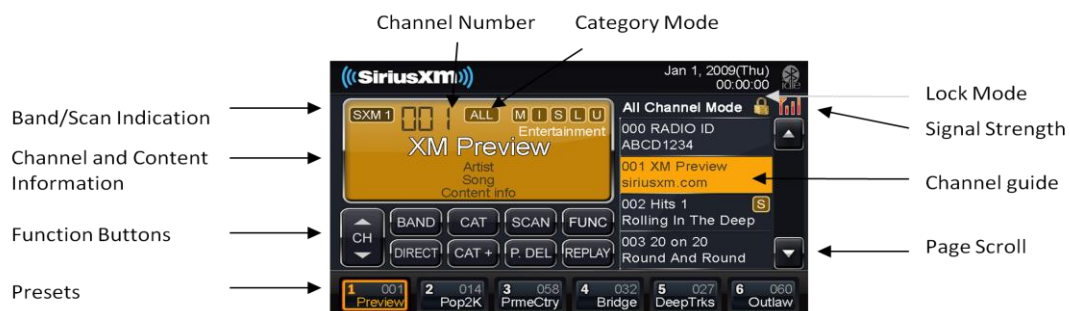 Channel Number
Category Mode
Band/Scan Indication
Channel and Content
Information
Function Buttons
Presets
((SiriusXM))
Jan 1, 2009(Thu)
00:00:00
Idle
SXM 1
001
ALL
M I S L U
Entertainment
XM Preview
Artist
Song
Content info
All Channel Mode
000 RADIO ID
ABCD1234
001 XM Preview
siriusxm.com
002 Hits 1
S
Rolling In The Deep
003 20 on 20
Round And Round
CH
BAND
CAT
SCAN
FUNC
DIRECT
CAT +
P. DEL
REPLAY
1 001
Preview
2 014
Pop2K
3 058
PrmeCtry
4 032
Bridge
5 027
DeepTrks
6 060
Outlaw
Lock Mode
Signal Strength
Channel guide
Page Scroll